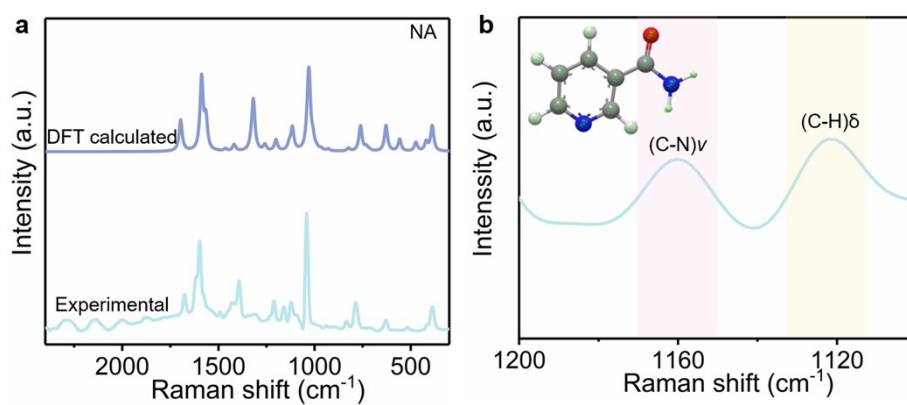 a
NA
DFT calculated
Experimental
Intensity (a.u.)
2000 1500 1000 500
Raman shift (cm-1)
b
(C-N)ν
(C-H)δ
Intenssity (a.u.)
1200 1160 1120
Raman shift (cm-1)